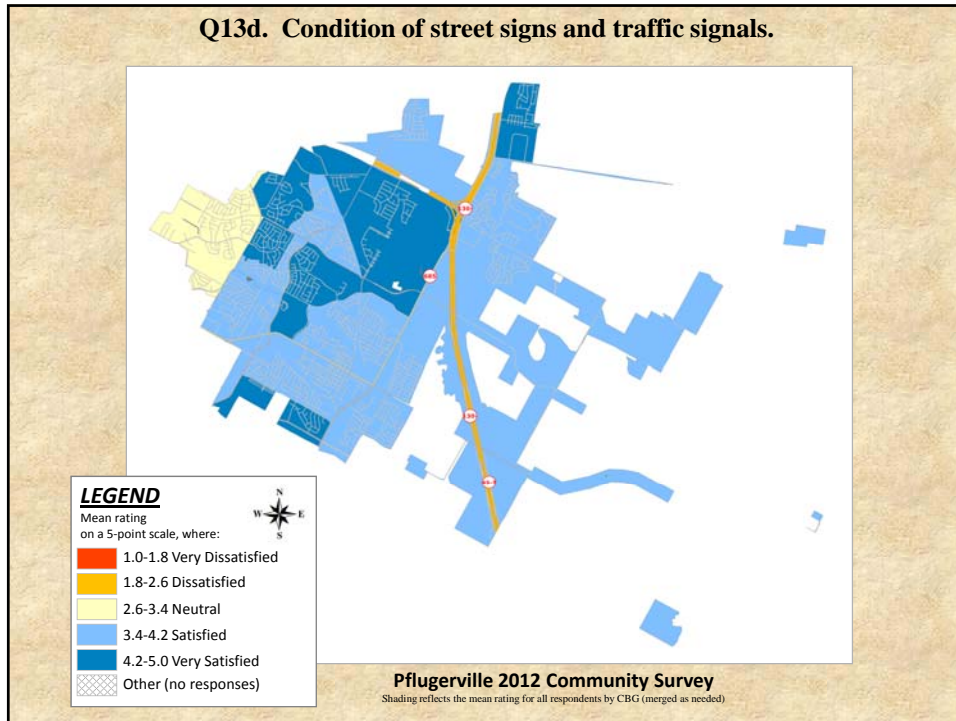 Q13d. Condition of street signs and traffic signals.
130
685
130
LEGEND
Mean rating
on a 5-point scale, where:
N
W E
S
1.0-1.8 Very Dissatisfied
1.8-2.6 Dissatisfied
2.6-3.4 Neutral
3.4-4.2 Satisfied
4.2-5.0 Very Satisfied
Other (no responses)
Pflugerville 2012 Community Survey
Shading reflects the mean rating for all respondents by CBG (merged as needed)